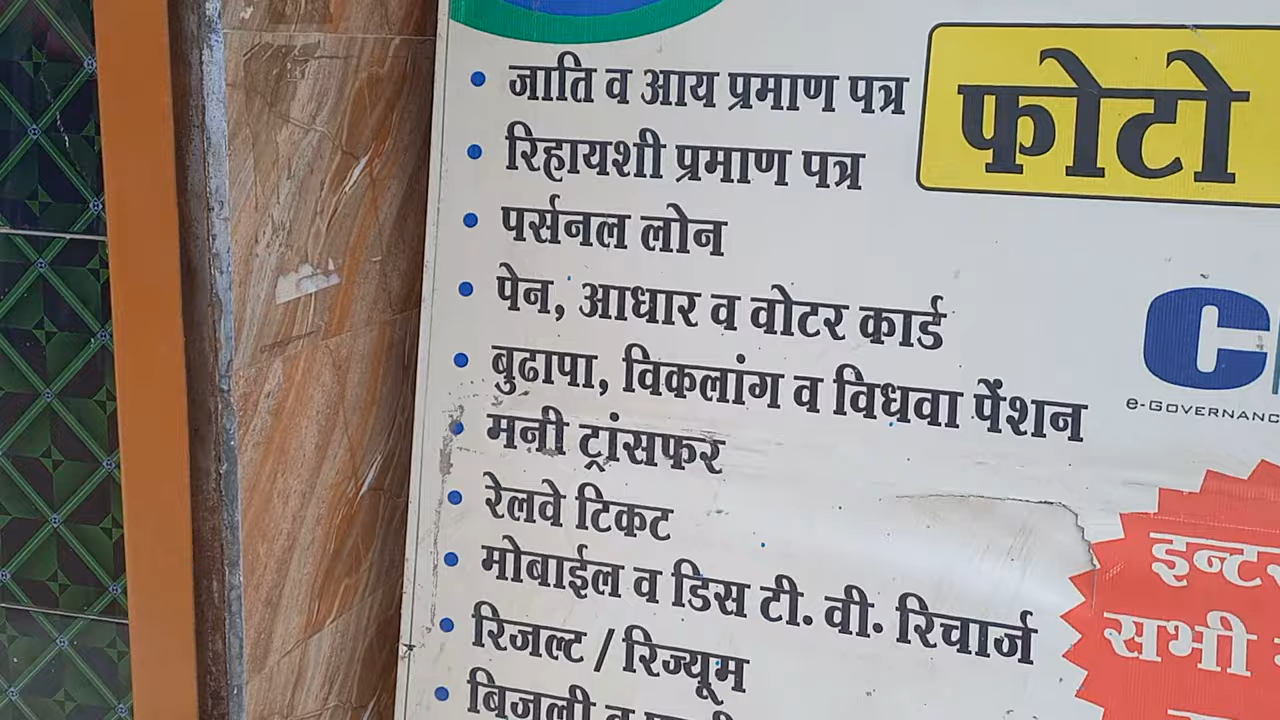 जाति व आय प्रमाण पत्र
फोटो
रिहायशी प्रमाण पत्र
पर्सनल लोन
पेन, आधार व वोटर कार्ड
e-GOVERNANC
बुढापा, विकलांग व विधवा पेंशन
मनी ट्रांसफर
रेलवे टिकट
मोबाईल व डिस टी. वी. रिचार्ज
सभी
रिजल्ट / रिज्यूम
बिजली व